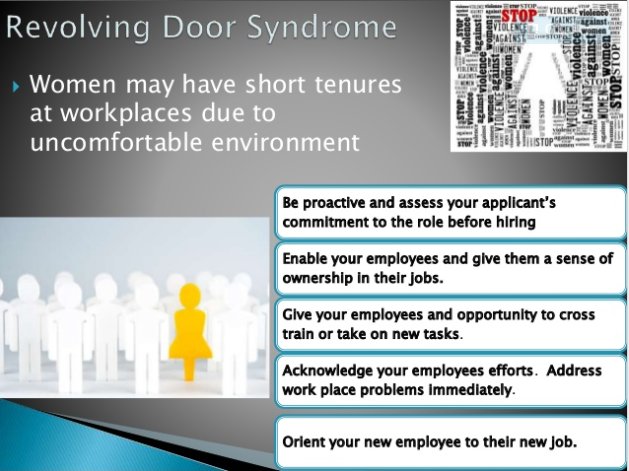 Revolving Door Syndrome
Women may have short tenures
at workplaces due to
uncomfortable environment
STOP
VIOLENCE
AGAINST
WOMEN
Be proactive and assess your applicant's
commitment to the role before hiring
Enable your employees and give them a sense of
ownership in their jobs.
Give your employees and opportunity to cross
train or take on new tasks.
Acknowledge your employees efforts. Address
work place problems immediately.
Orient your new employee to their new job.